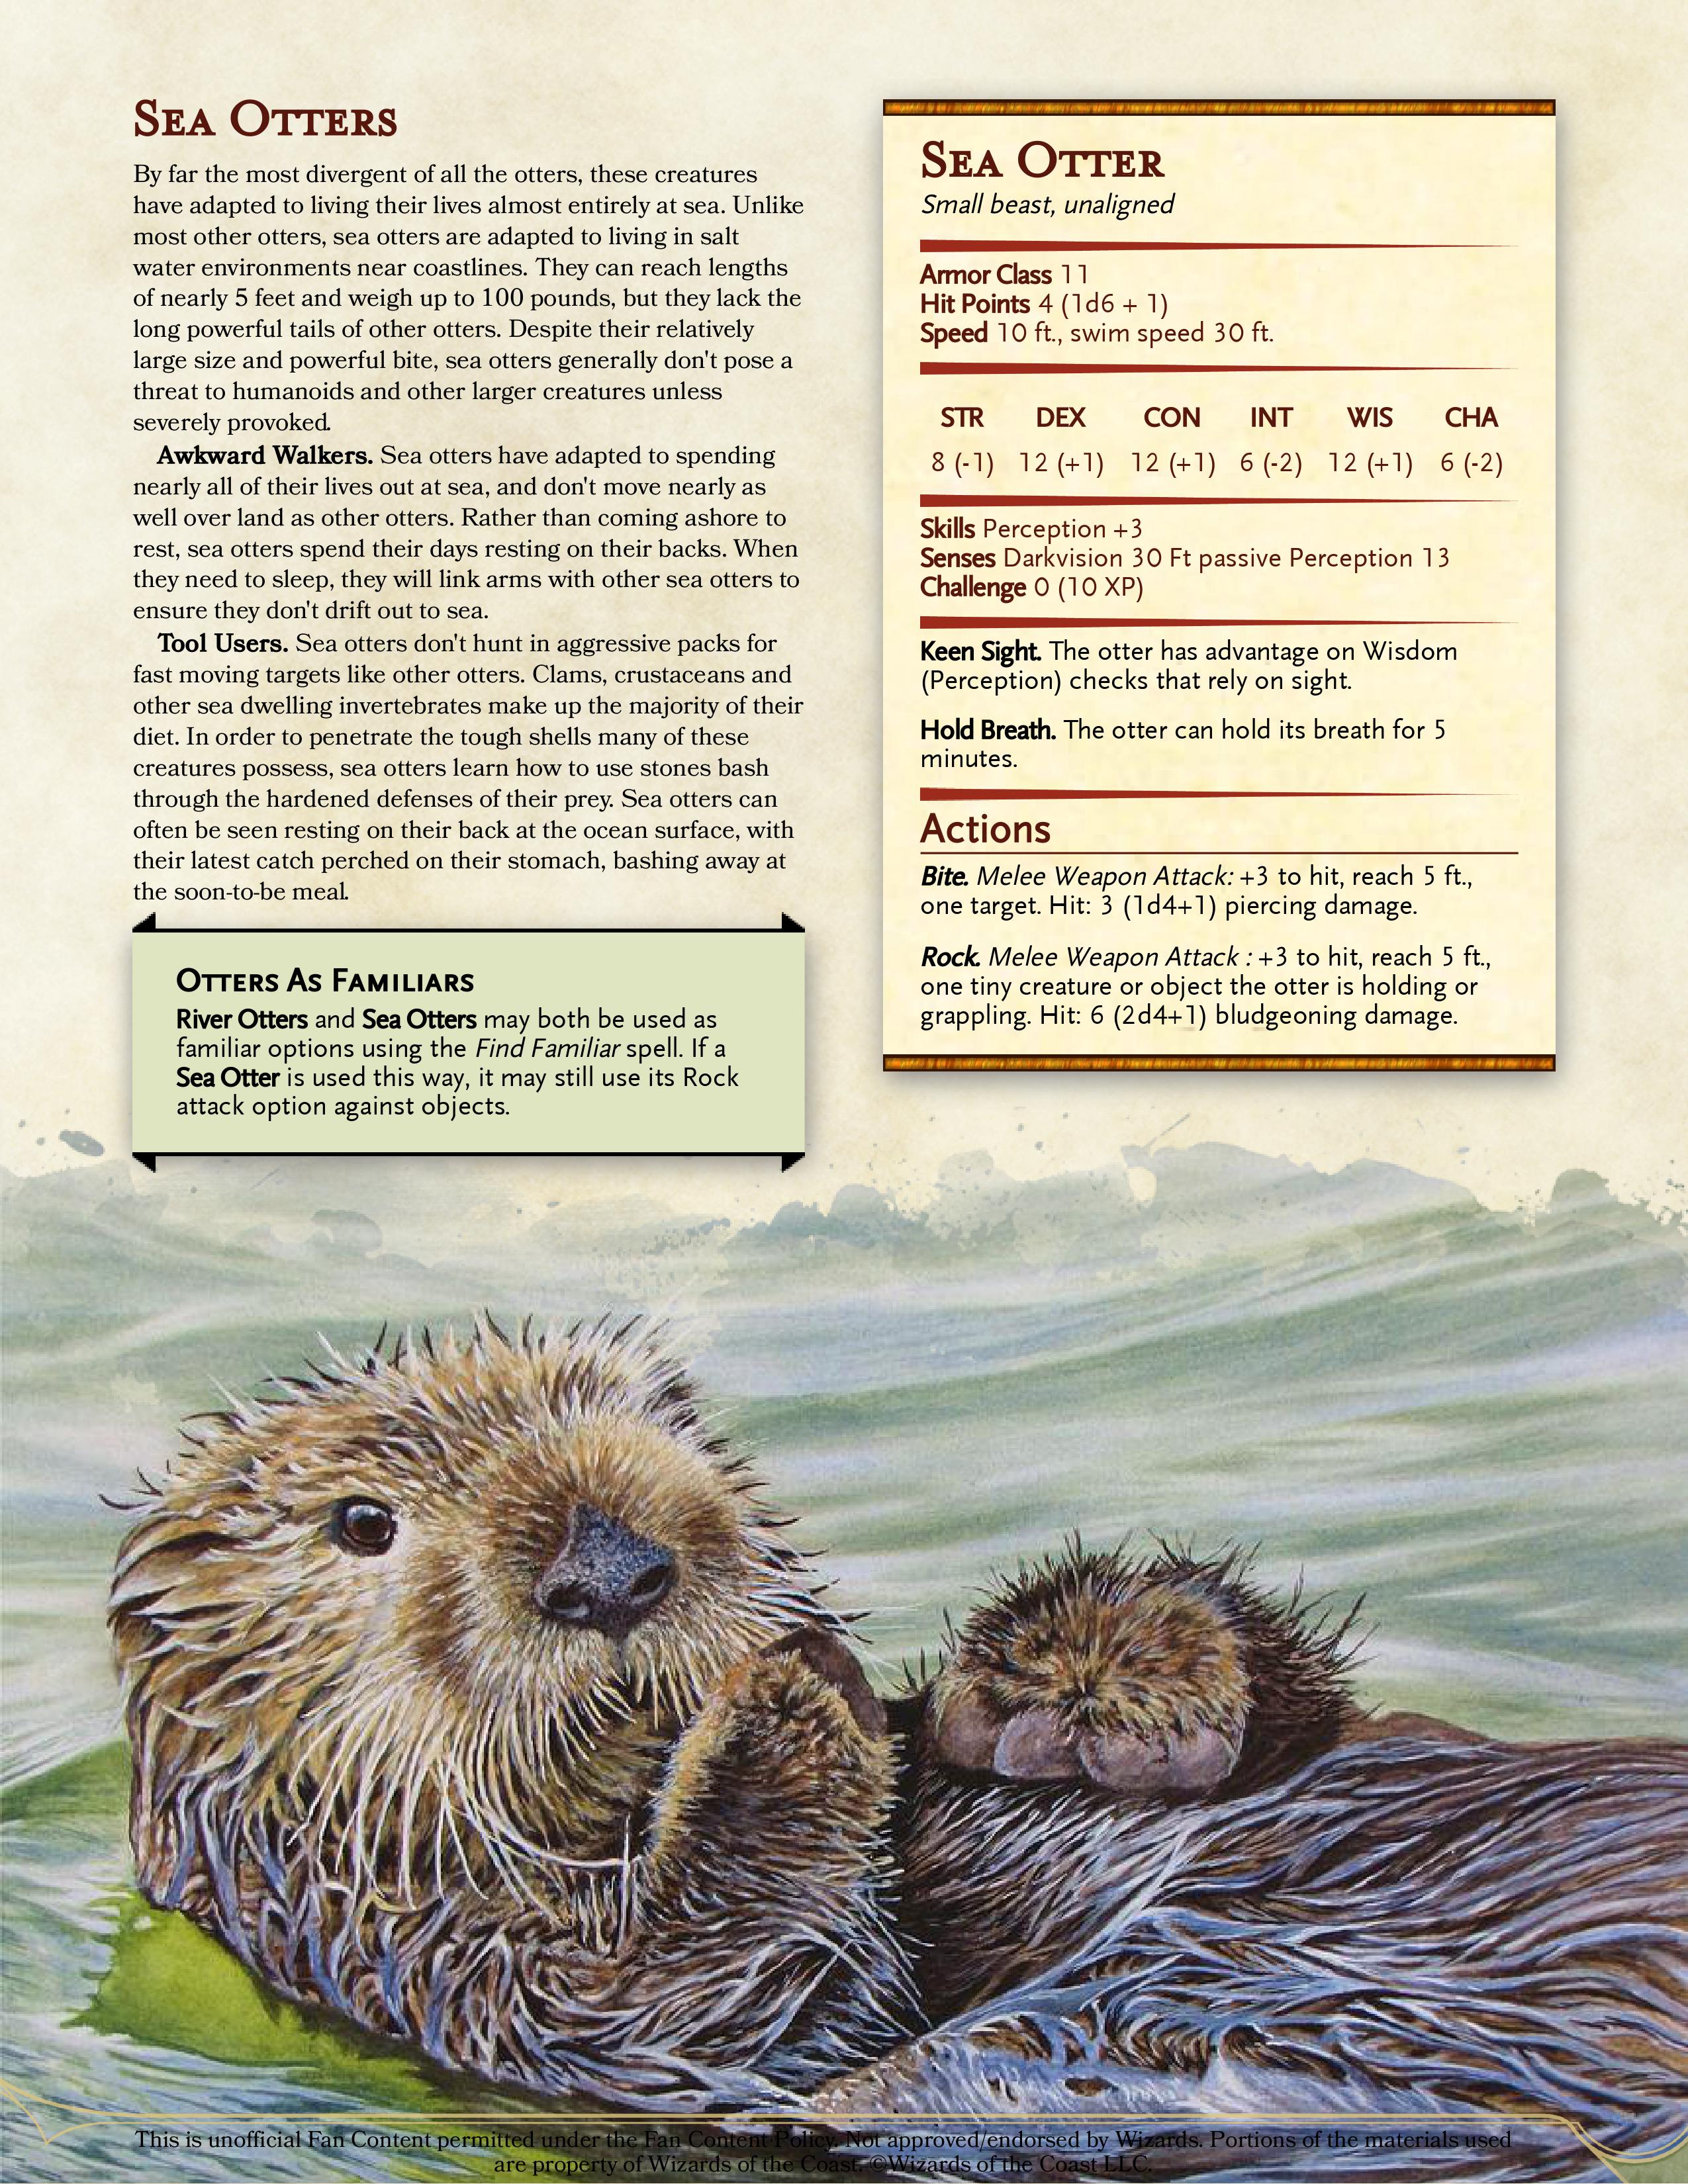 Sea Otters
By far the most divergent of all the otters, these creatures
have adapted to living their lives almost entirely at sea. Unlike
most other otters, sea otters are adapted to living in salt
water environments near coastlines. They can reach lengths
of nearly 5 feet and weigh up to 100 pounds, but they lack the
long powerful tails of other otters. Despite their relatively
large size and powerful bite, sea otters generally don't pose a
threat to humanoids and other larger creatures unless
severely provoked.
Awkward Walkers. Sea otters have adapted to spending
nearly all of their lives out at sea, and don't move nearly as
well over land as other otters. Rather than coming ashore to
rest, sea otters spend their days resting on their backs. When
they need to sleep, they will link arms with other sea otters to
ensure they don't drift out to sea.
Tool Users. Sea otters don't hunt in aggressive packs for
fast moving targets like other otters. Clams, crustaceans and
other sea dwelling invertebrates make up the majority of their
diet. In order to penetrate the tough shells many of these
creatures possess, sea otters learn how to use stones bash
through the hardened defenses of their prey. Sea otters can
often be seen resting on their back at the ocean surface, with
their latest catch perched on their stomach, bashing away at
the soon-to-be meal.
Otters As Familiars
River Otters and Sea Otters may both be used as
familiar options using the Find Familiar spell. If a
Sea Otter is used this way, it may still use its Rock
attack option against objects.
Sea Otter
Small beast, unaligned
Armor Class 11
Hit Points 4 (1d6 + 1)
Speed 10 ft., swim speed 30 ft.
STR DEX CON INT WIS CHA
8 (-1) 12 (+1) 12 (+1) 6 (-2) 12 (+1) 6 (-2)
Skills Perception +3
Senses Darkvision 30 Ft passive Perception 13
Challenge 0 (10 XP)
Keen Sight. The otter has advantage on Wisdom
(Perception) checks that rely on sight.
Hold Breath. The otter can hold its breath for 5
minutes.
Actions
Bite. Melee Weapon Attack: +3 to hit, reach 5 ft.,
one target. Hit: 3 (1d4+1) piercing damage.
Rock. Melee Weapon Attack : +3 to hit, reach 5 ft.,
one tiny creature or object the otter is holding or
grappling. Hit: 6 (2d4+1) bludgeoning damage.
This is unofficial Fan Content permitted under the Fan Content Policy. Not approved/endorsed by Wizards. Portions of the materials used
are property of Wizards of the Coast. ©Wizards of the Coast LLC.